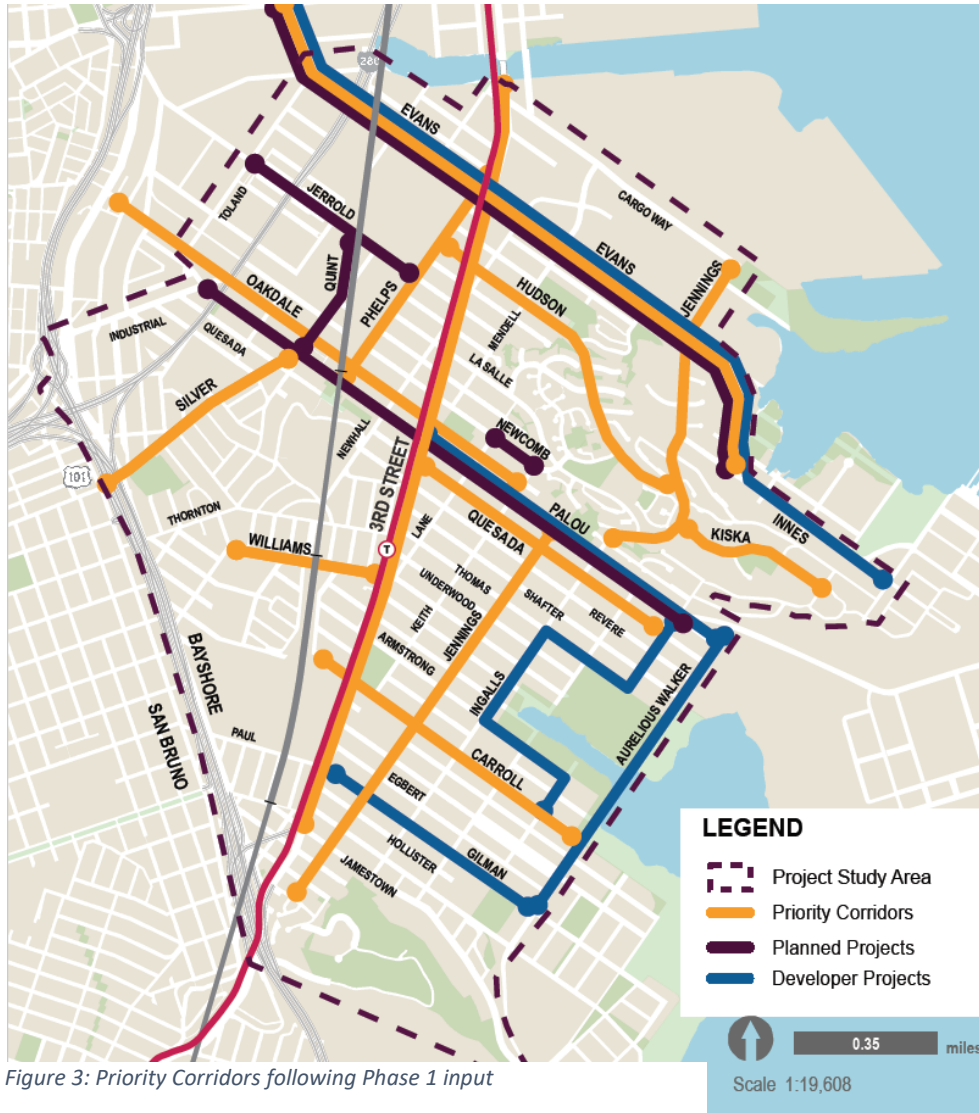 280
EVANS
CARGO WAY
TOLAND
JERROLD
QUINT
PHELPS
EVANS
JENNINGS
HUDSON
OAKDALE
INDUSTRIAL
QUESADA
MENDELL
LA SALLE
SILVER
NEWHALL
NEWCOMB
101
3RD STREET
PALOU
INNES
KISKA
THORNTON
WILLIAMS
LANE
QUESADA
T
THOMAS
UNDERWOOD
KEITH
SHAFTER
REVERE
JENNINGS
ARMSTRONG
BAYSHORE
SAN BRUNO
INGALLS
AURELIOUS WALKER
PAUL
CARROLL
EGBERT
HOLLISTER
GILMAN
JAMESTOWN
LEGEND
Project Study Area
Priority Corridors
Planned Projects
Developer Projects
0.35 miles
Scale 1:19,608
Figure 3: Priority Corridors following Phase 1 input